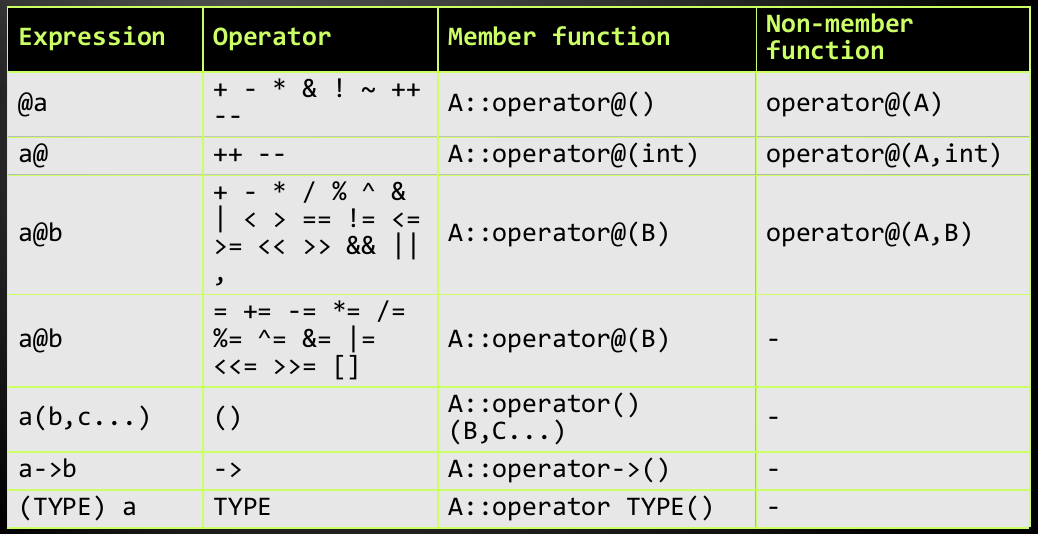 Expression Operator Member function Non-member
function
@a + - * & ! ~ ++
-- A::operator@() operator@(A)
a@ ++ -- A::operator@(int) operator@(A,int)
a@b + - * / % ^ &
| < > == != <=
>= << >> && ||
, A::operator@(B) operator@(A,B)
a@b = += -= *= /=
%= ^= &= |=
<<= >>= [] A::operator@(B) -
a(b,c...) () A::operator()
(B,C...) -
a->b -> A::operator->() -
(TYPE) a TYPE A::operator TYPE() -